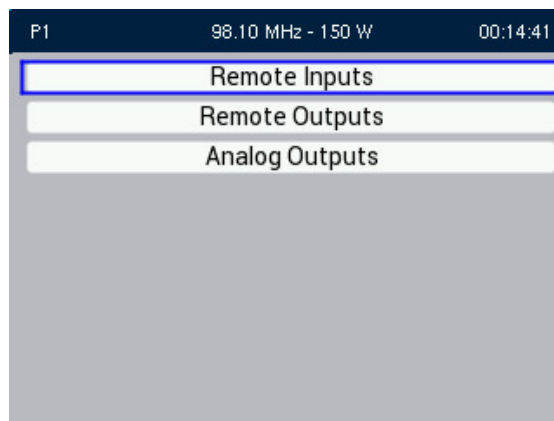 P1 98.10 MHz - 150 W 00:14:41
Remote Inputs
Remote Outputs
Analog Outputs